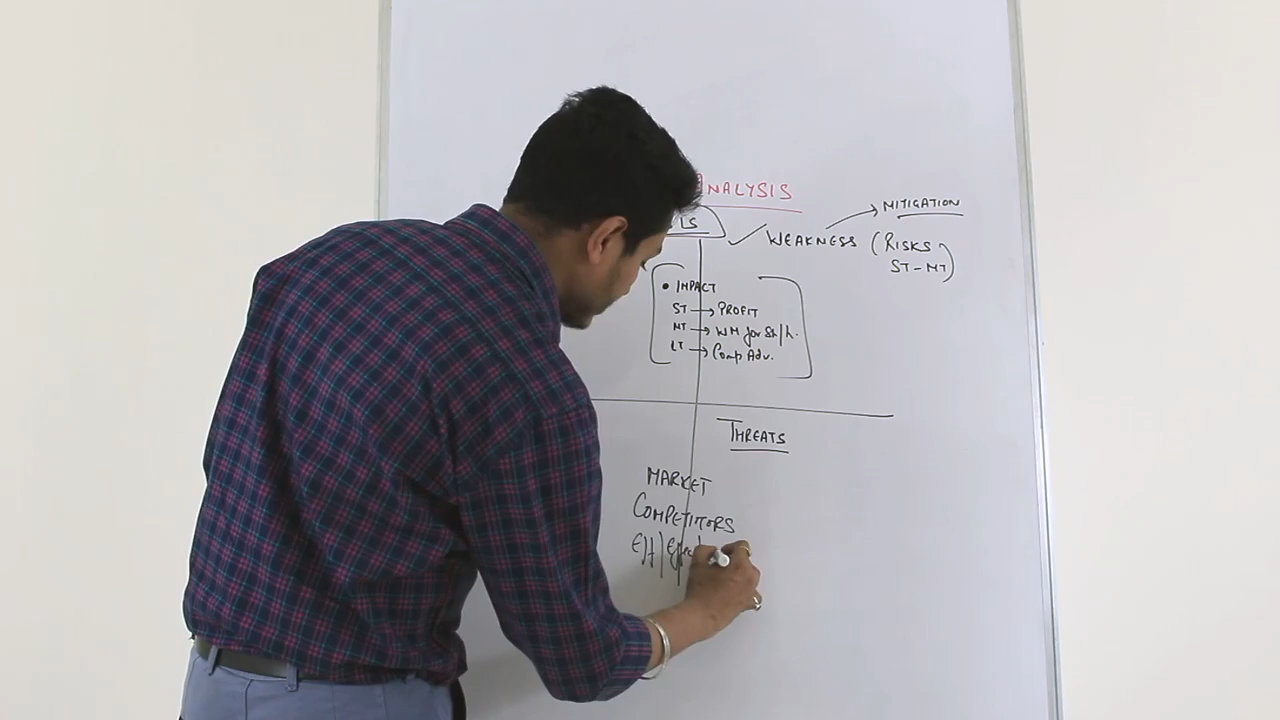 ANALYSIS
MITIGATION
WEAKNESS (RISKS
ST-MT)
• IMPACT
ST → PROFIT
MT → WM for Sh/h.
LT → Comp Adv.
THREATS
MARKET
COMPETITORS
Eff |